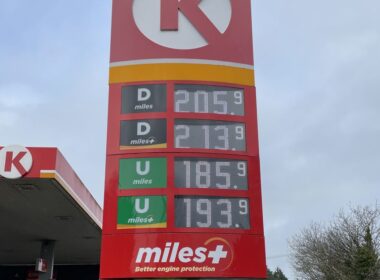 K
K
D
miles
205.9
D
miles+
213.9
U
miles
185.9
U
miles+
193.9
miles+
Better engine protection